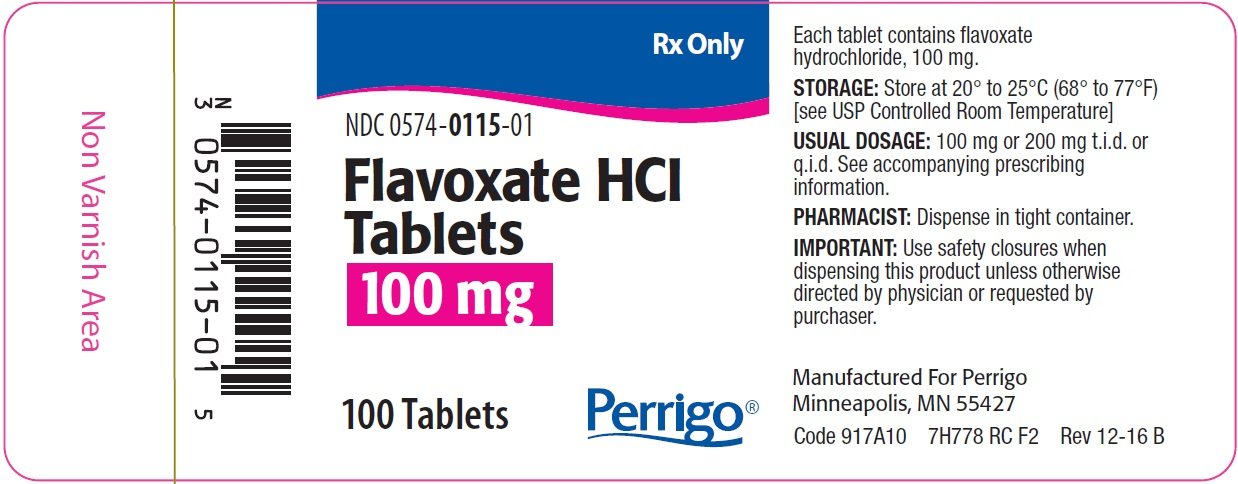 Non Varnish Area
N
3 0574-0115-01 5
Rx Only
NDC 0574-0115-01
Flavoxate HCl
Tablets
100 mg
100 Tablets
Perrigo®
Each tablet contains flavoxate
hydrochloride, 100 mg.
STORAGE: Store at 20° to 25°C (68° to 77°F)
[see USP Controlled Room Temperature]
USUAL DOSAGE: 100 mg or 200 mg t.i.d. or
q.i.d. See accompanying prescribing
information.
PHARMACIST: Dispense in tight container.
IMPORTANT: Use safety closures when
dispensing this product unless otherwise
directed by physician or requested by
purchaser.
Manufactured For Perrigo
Minneapolis, MN 55427
Code 917A10 7H778 RC F2 Rev 12-16 B